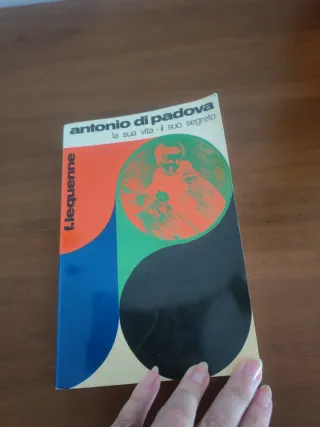 antonio di padova
la sua vita · il suo segreto
f. lequenne